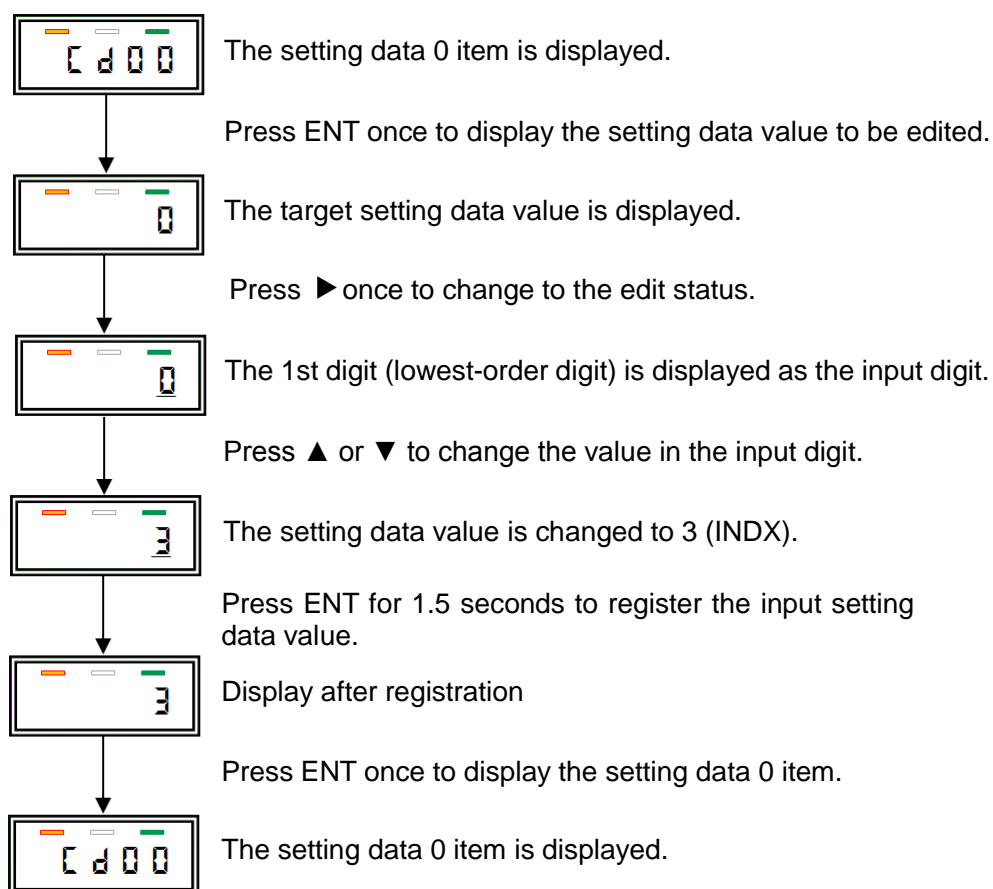 Cd00
The setting data 0 item is displayed.
Press ENT once to display the setting data value to be edited.
0
The target setting data value is displayed.
Press ▶ once to change to the edit status.
0
The 1st digit (lowest-order digit) is displayed as the input digit.
Press ▲ or ▼ to change the value in the input digit.
3
The setting data value is changed to 3 (INDX).
Press ENT for 1.5 seconds to register the input setting
data value.
3
Display after registration
Press ENT once to display the setting data 0 item.
Cd00
The setting data 0 item is displayed.